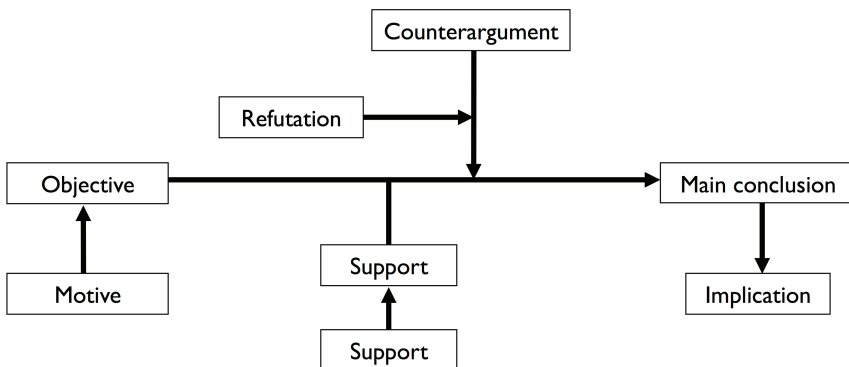 Counterargument
Refutation
Objective
Main conclusion
Support
Motive
Implication
Support